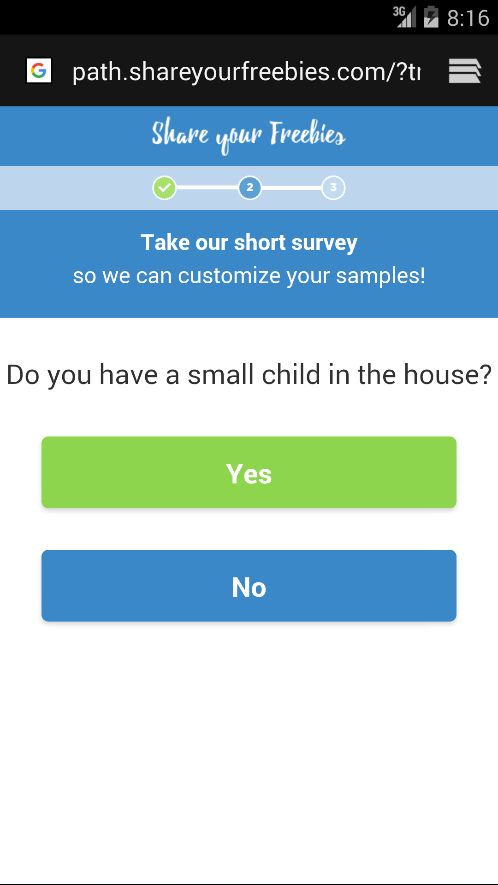 3G 8:16
G path.shareyourfreebies.com/?tr
Share your Freebies
2 3
Take our short survey
so we can customize your samples!
Do you have a small child in the house?
Yes
No